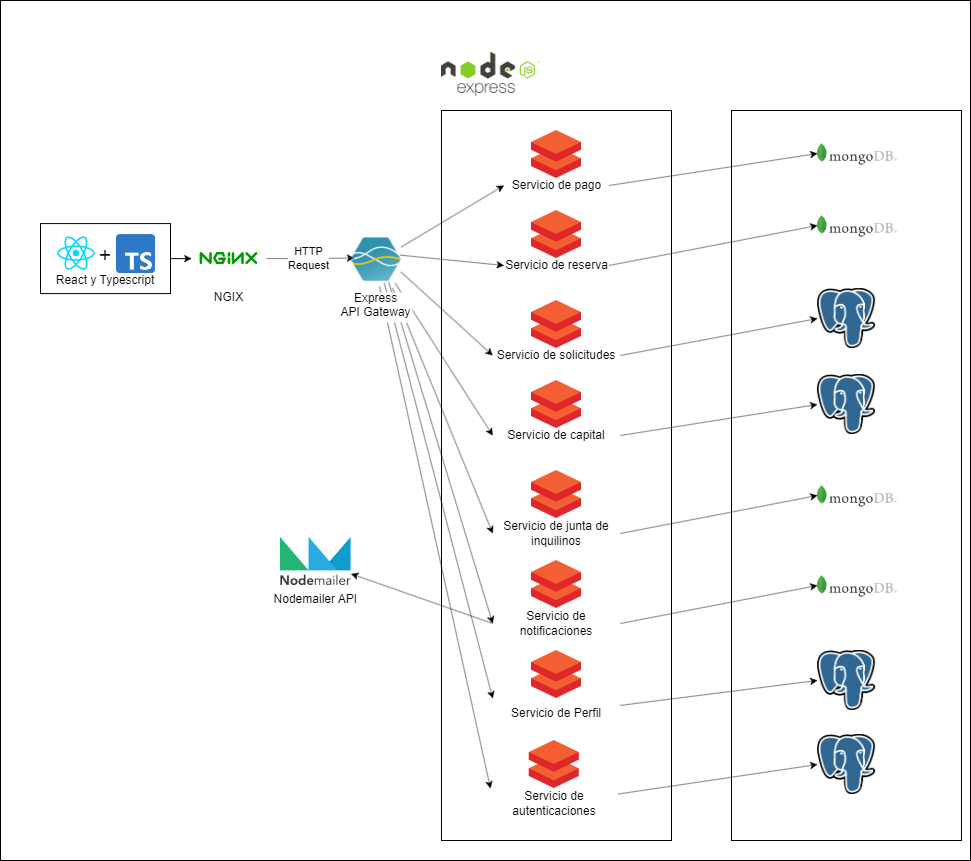 node
JS
express
Servicio de pago
mongoDB.
Servicio de reserva
mongoDB.
+
TS
React y Typescript
NGINX
NGIX
HTTP
Request
Express
API Gateway
Servicio de solicitudes
Servicio de capital
Servicio de junta de
inquilinos
mongoDB.
Nodemailer
Nodemailer API
Servicio de
notificaciones
mongoDB.
Servicio de Perfil
Servicio de
autenticaciones